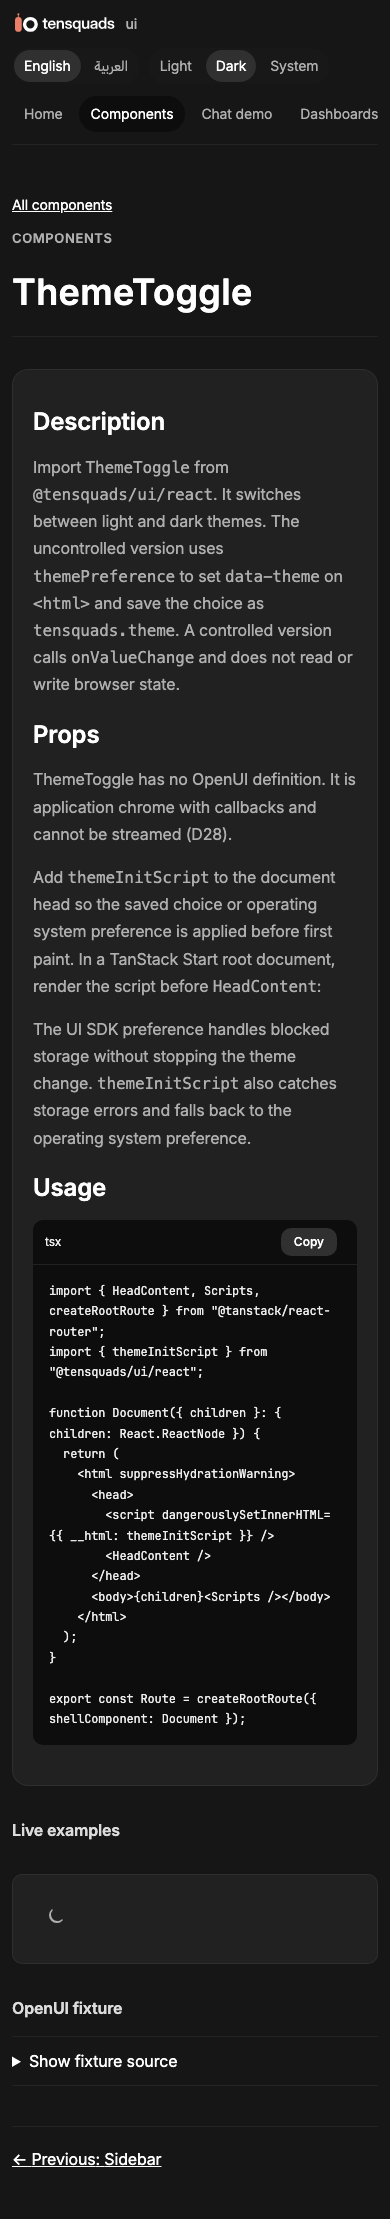 tensquads ui
English العربية Light Dark System
Home Components Chat demo Dashboards
All components
COMPONENTS
ThemeToggle
Description
Import ThemeToggle from
@tensquads/ui/react. It switches
between light and dark themes. The
uncontrolled version uses
themePreference to set data-theme on
<html> and save the choice as
tensquads.theme. A controlled version
calls onValueChange and does not read or
write browser state.
Props
ThemeToggle has no OpenUI definition. It is
application chrome with callbacks and
cannot be streamed (D28).
Add themeInitScript to the document
head so the saved choice or operating
system preference is applied before first
paint. In a TanStack Start root document,
render the script before HeadContent:
The UI SDK preference handles blocked
storage without stopping the theme
change. themeInitScript also catches
storage errors and falls back to the
operating system preference.
Usage
tsx Copy
import { HeadContent, Scripts,
createRootRoute } from "@tanstack/react-
router";
import { themeInitScript } from
"@tensquads/ui/react";
function Document({ children }: {
children: React.ReactNode }) {
  return (
    <html suppressHydrationWarning>
      <head>
        <script dangerouslySetInnerHTML=
{{ __html: themeInitScript }} />
        <HeadContent />
      </head>
      <body>{children}<Scripts /></body>
    </html>
  );
}
export const Route = createRootRoute({
shellComponent: Document });
Live examples
OpenUI fixture
Show fixture source
← Previous: Sidebar